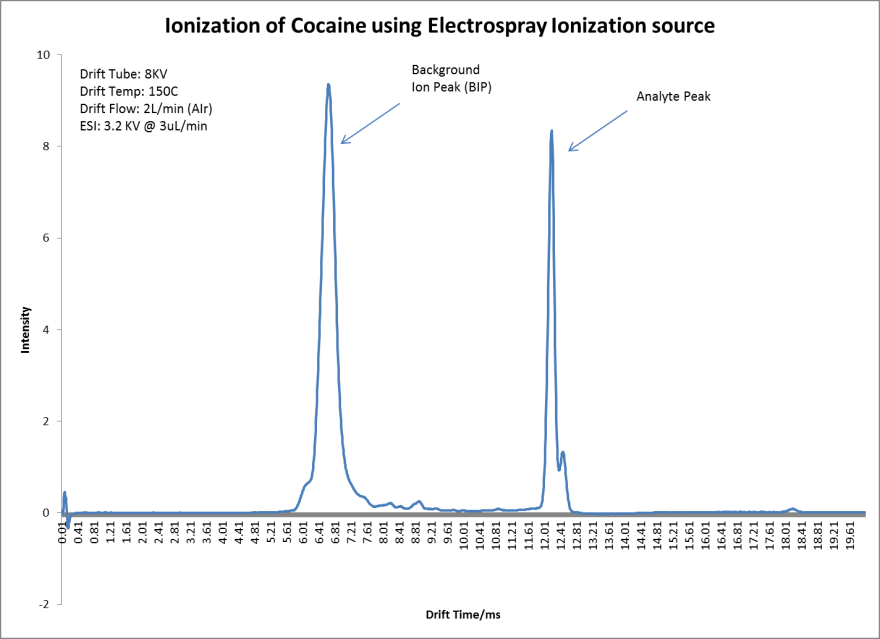 Ionization of Cocaine using Electrospray Ionization source
10
Drift Tube: 8KV
Drift Temp: 150C
Drift Flow: 2L/min (AIr)
ESI: 3.2 KV @ 3uL/min
Background
Ion Peak (BIP)
Analyte Peak
8
6
4
2
0
-2
Intensity
0.01 0.41 0.81 1.21 1.61 2.01 2.41 2.81 3.21 3.61 4.01 4.41 4.81 5.21 5.61 6.01 6.41 6.81 7.21 7.61 8.01 8.41 8.81 9.21 9.61 10.01 10.41 10.81 11.21 11.61 12.01 12.41 12.81 13.21 13.61 14.01 14.41 14.81 15.21 15.61 16.01 16.41 16.81 17.21 17.61 18.01 18.41 18.81 19.21 19.61
Drift Time/ms